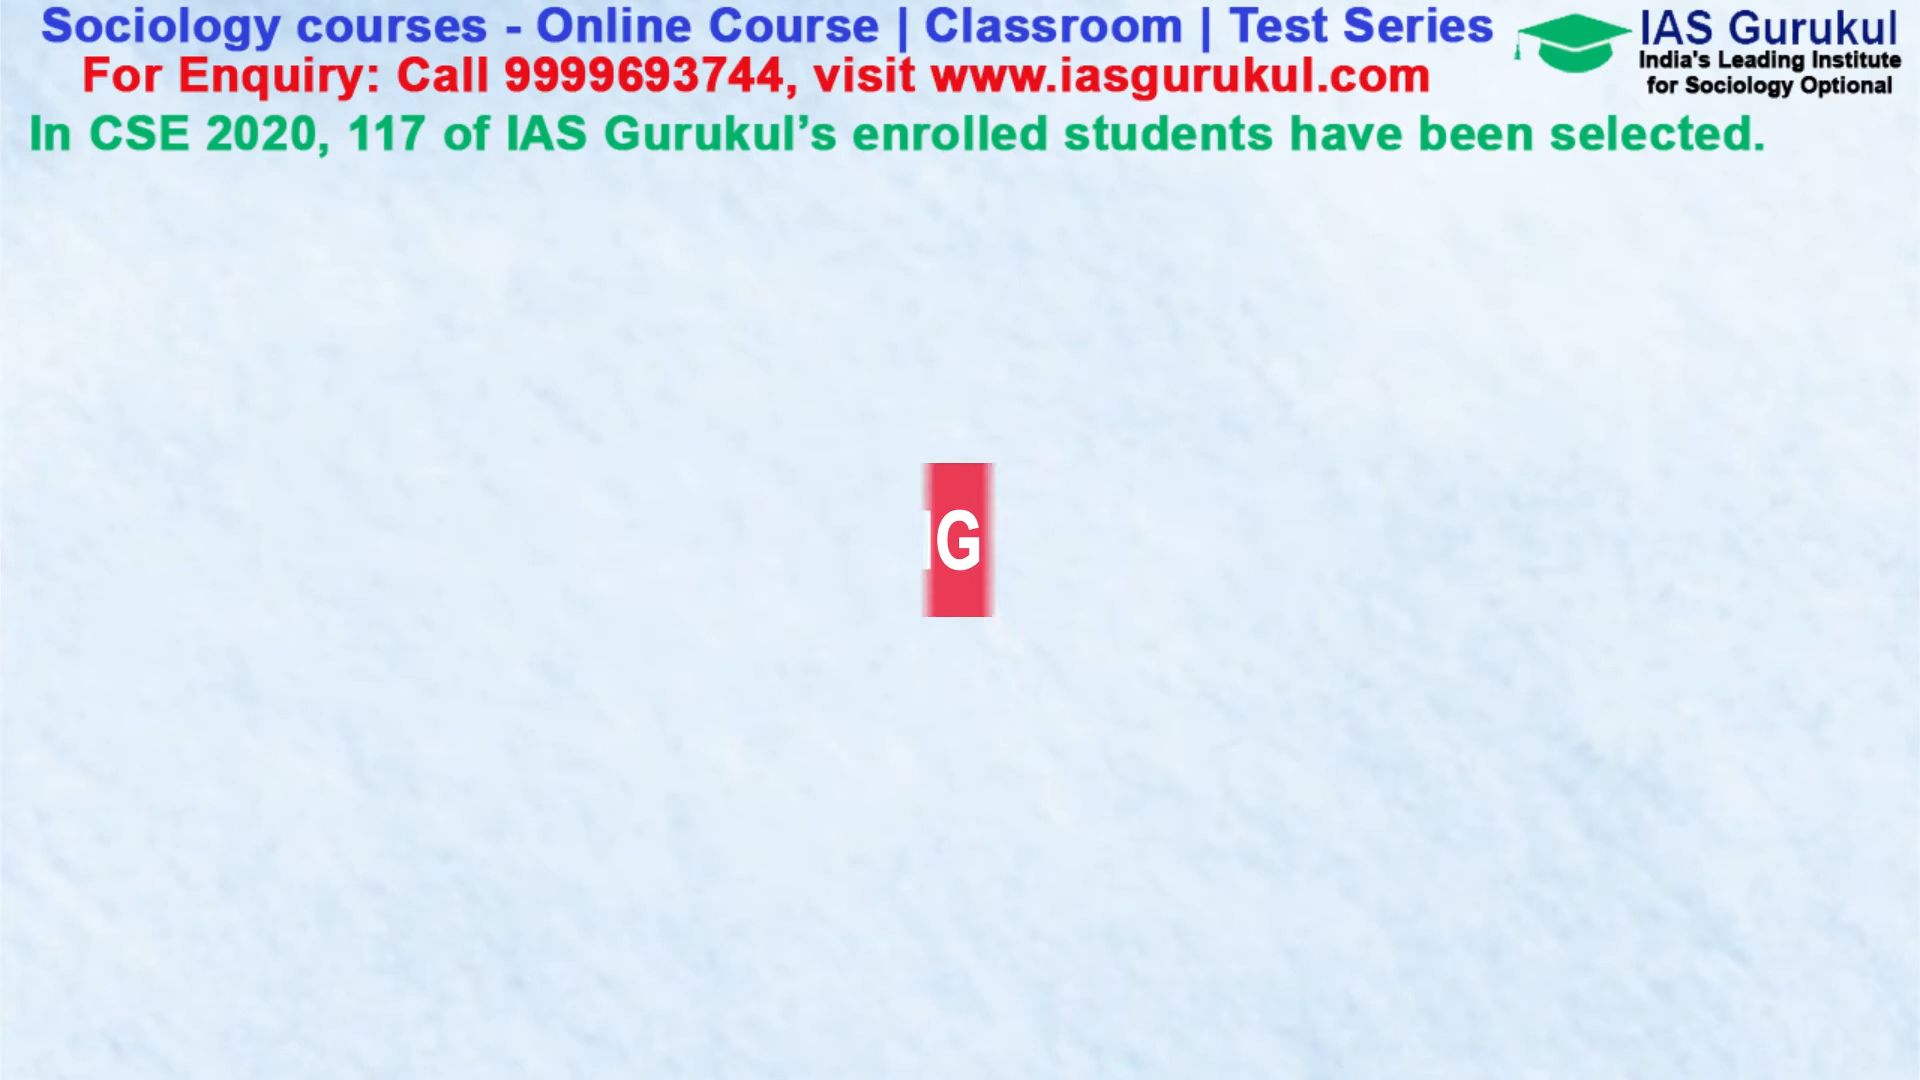 Sociology courses - Online Course | Classroom | Test Series
For Enquiry: Call 9999693744, visit www.iasgurukul.com
In CSE 2020, 117 of IAS Gurukul’s enrolled students have been selected.
IAS Gurukul
India's Leading Institute
for Sociology Optional
G